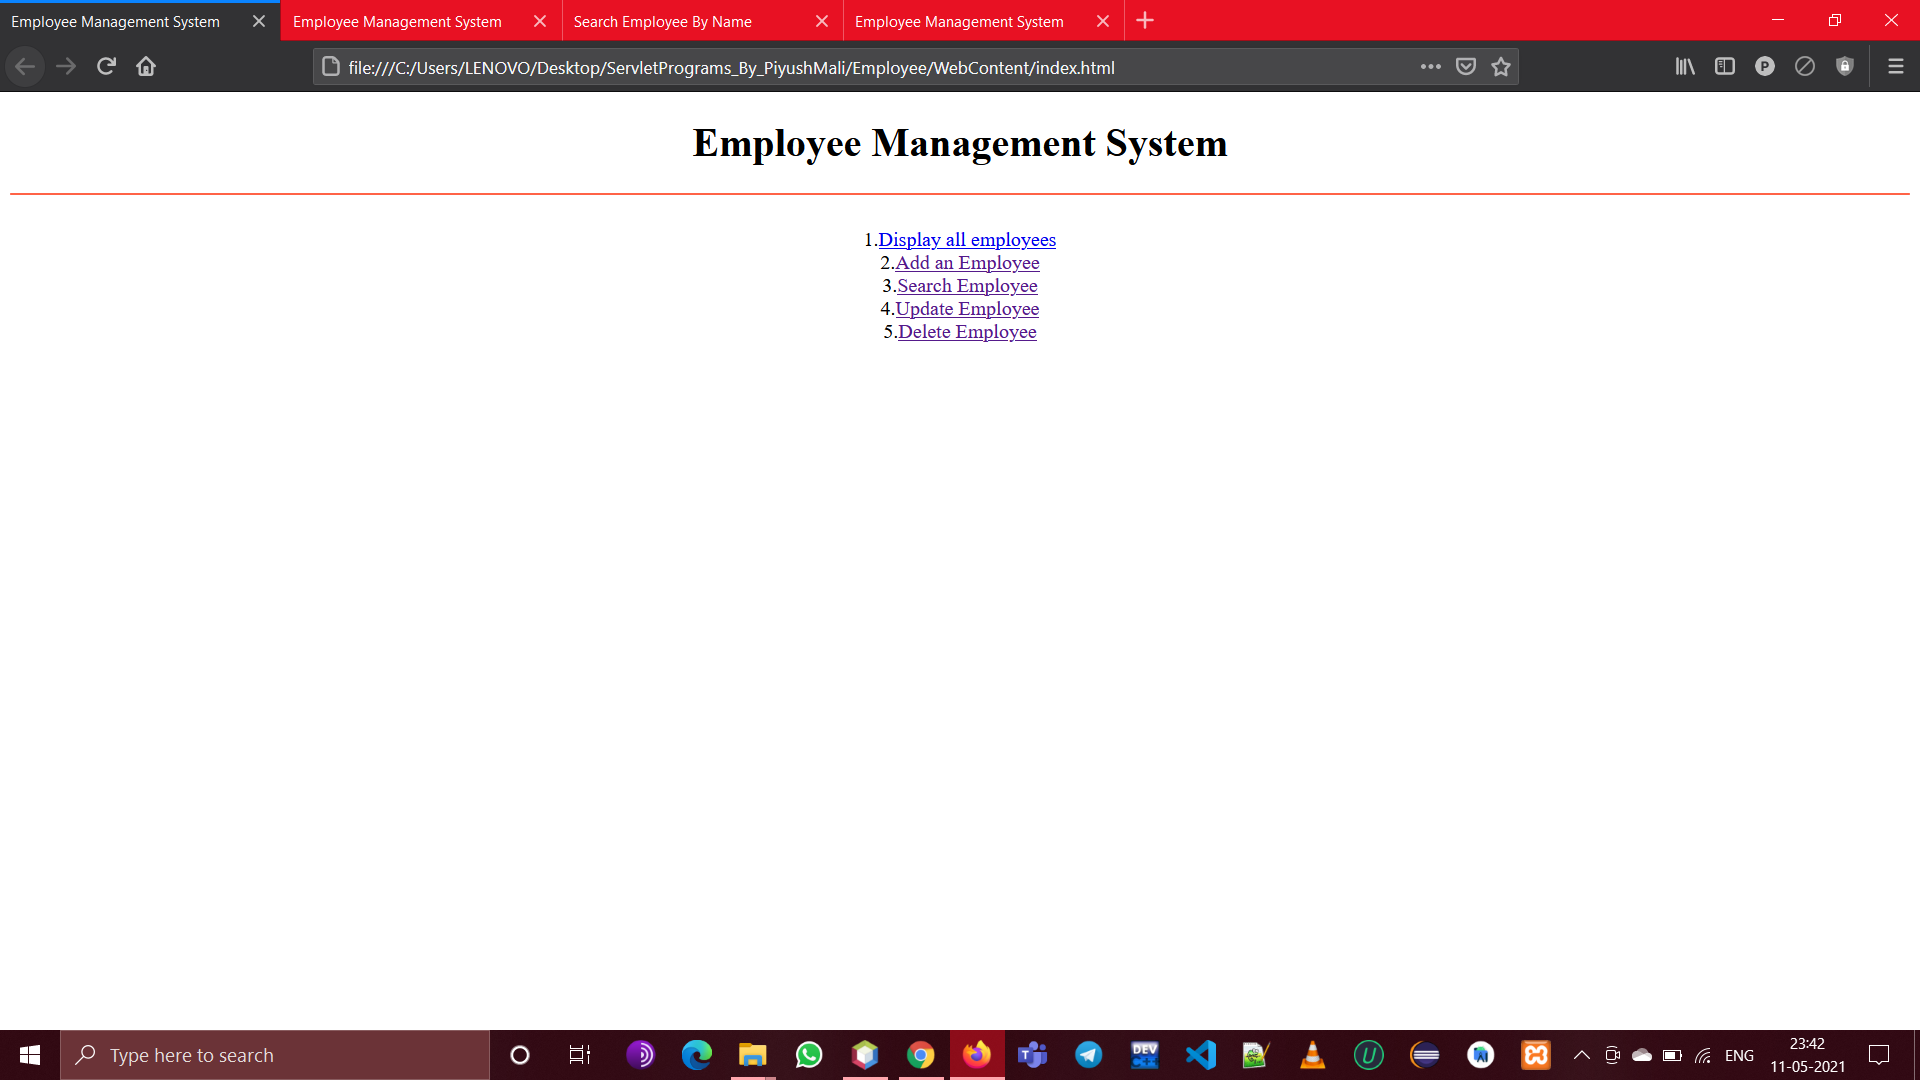 Employee Management System
Employee Management System
Search Employee By Name
Employee Management System
file:///C:/Users/LENOVO/Desktop/ServletPrograms_By_PiyushMali/Employee/WebContent/index.html
P
Employee Management System
1.Display all employees
2.Add an Employee
3.Search Employee
4.Update Employee
5.Delete Employee
Type here to search
T
DEV
U
ENG
23:42
11-05-2021